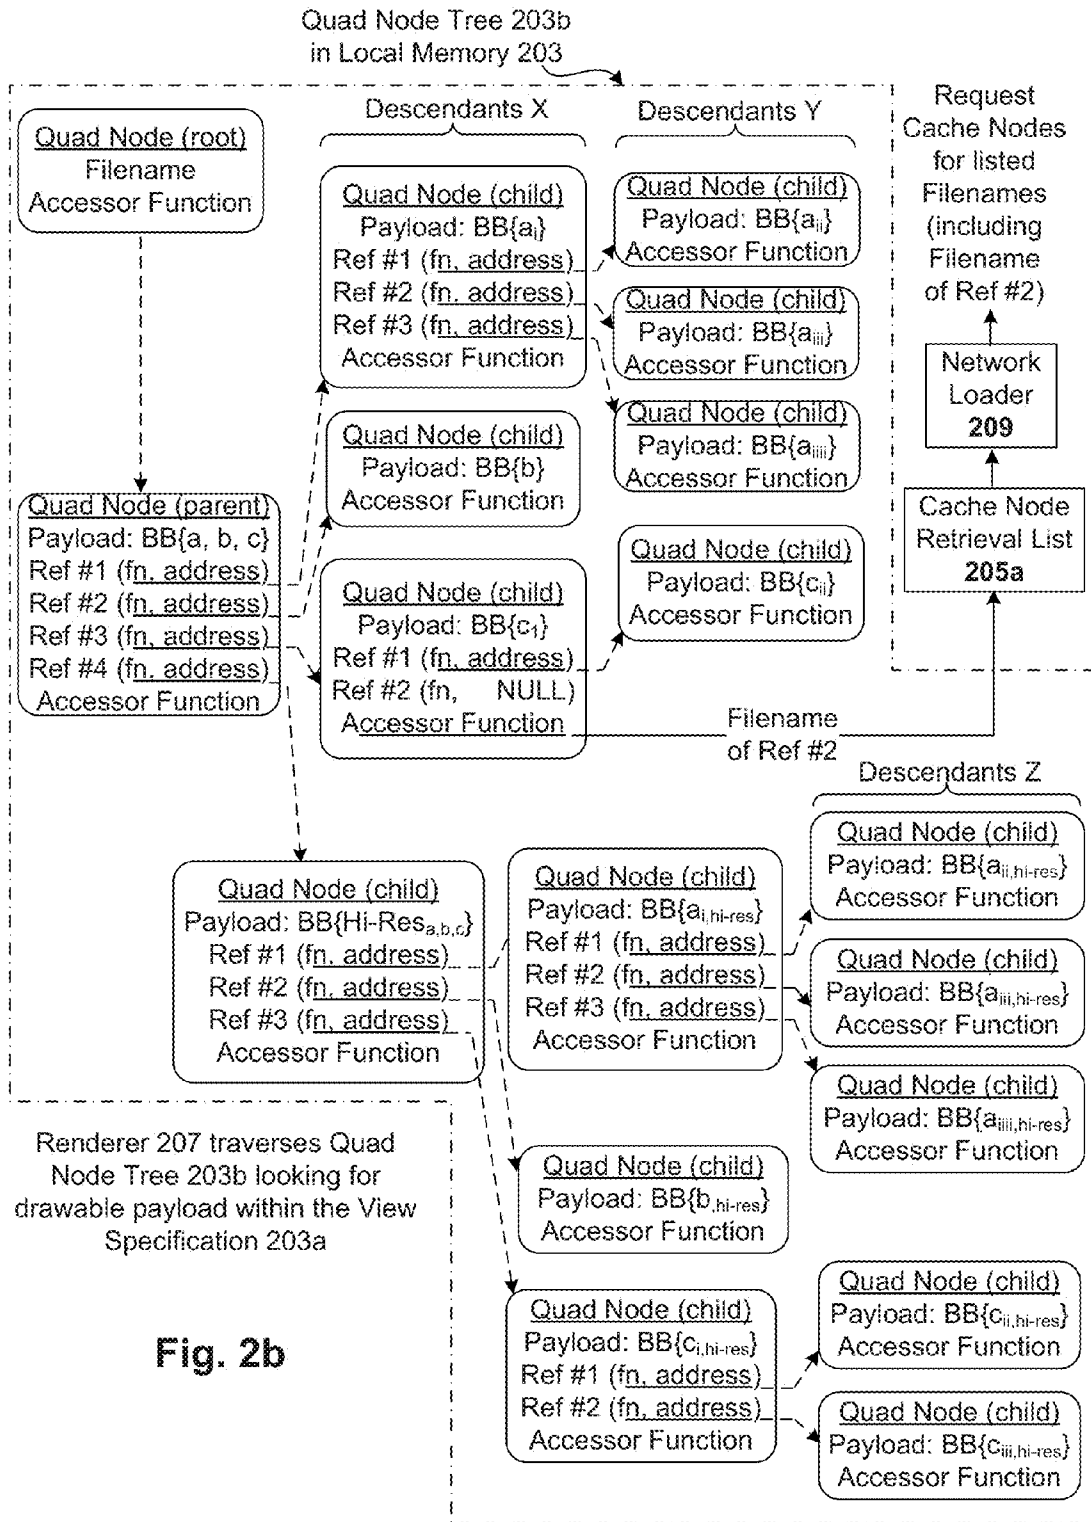 Quad Node Tree 203b
in Local Memory 203
Descendants X
Descendants Y
Request
Cache Nodes
for listed
Filenames
(including
Filename
of Ref #2)
Quad Node (root)
Filename
Accessor Function
Quad Node (child)
Payload: BB{aᵢ}
Ref #1 (fn, address)
Ref #2 (fn, address)
Ref #3 (fn, address)
Accessor Function
Quad Node (child)
Payload: BB{aᵢᵢ}
Accessor Function
Quad Node (child)
Payload: BB{aᵢᵢᵢ}
Accessor Function
Quad Node (child)
Payload: BB{aᵢᵢᵢᵢ}
Accessor Function
Network
Loader
209
Quad Node (child)
Payload: BB{b}
Accessor Function
Cache Node
Retrieval List
205a
Quad Node (parent)
Payload: BB{a, b, c}
Ref #1 (fn, address)
Ref #2 (fn, address)
Ref #3 (fn, address)
Ref #4 (fn, address)
Accessor Function
Quad Node (child)
Payload: BB{c₁}
Ref #1 (fn, address)
Ref #2 (fn, NULL)
Accessor Function
Quad Node (child)
Payload: BB{cᵢᵢ}
Accessor Function
Filename
of Ref #2
Descendants Z
Quad Node (child)
Payload: BB{Hi-Resa,b,c}
Ref #1 (fn, address)
Ref #2 (fn, address)
Ref #3 (fn, address)
Accessor Function
Quad Node (child)
Payload: BB{ai,hi-res}
Ref #1 (fn, address)
Ref #2 (fn, address)
Ref #3 (fn, address)
Accessor Function
Quad Node (child)
Payload: BB{aii,hi-res}
Accessor Function
Quad Node (child)
Payload: BB{aiii,hi-res}
Accessor Function
Quad Node (child)
Payload: BB{aiiii,hi-res}
Accessor Function
Renderer 207 traverses Quad
Node Tree 203b looking for
drawable payload within the View
Specification 203a
Quad Node (child)
Payload: BB{b,hi-res}
Accessor Function
Quad Node (child)
Payload: BB{ci,hi-res}
Ref #1 (fn, address)
Ref #2 (fn, address)
Accessor Function
Quad Node (child)
Payload: BB{cii,hi-res}
Accessor Function
Quad Node (child)
Payload: BB{ciii,hi-res}
Accessor Function
Fig. 2b